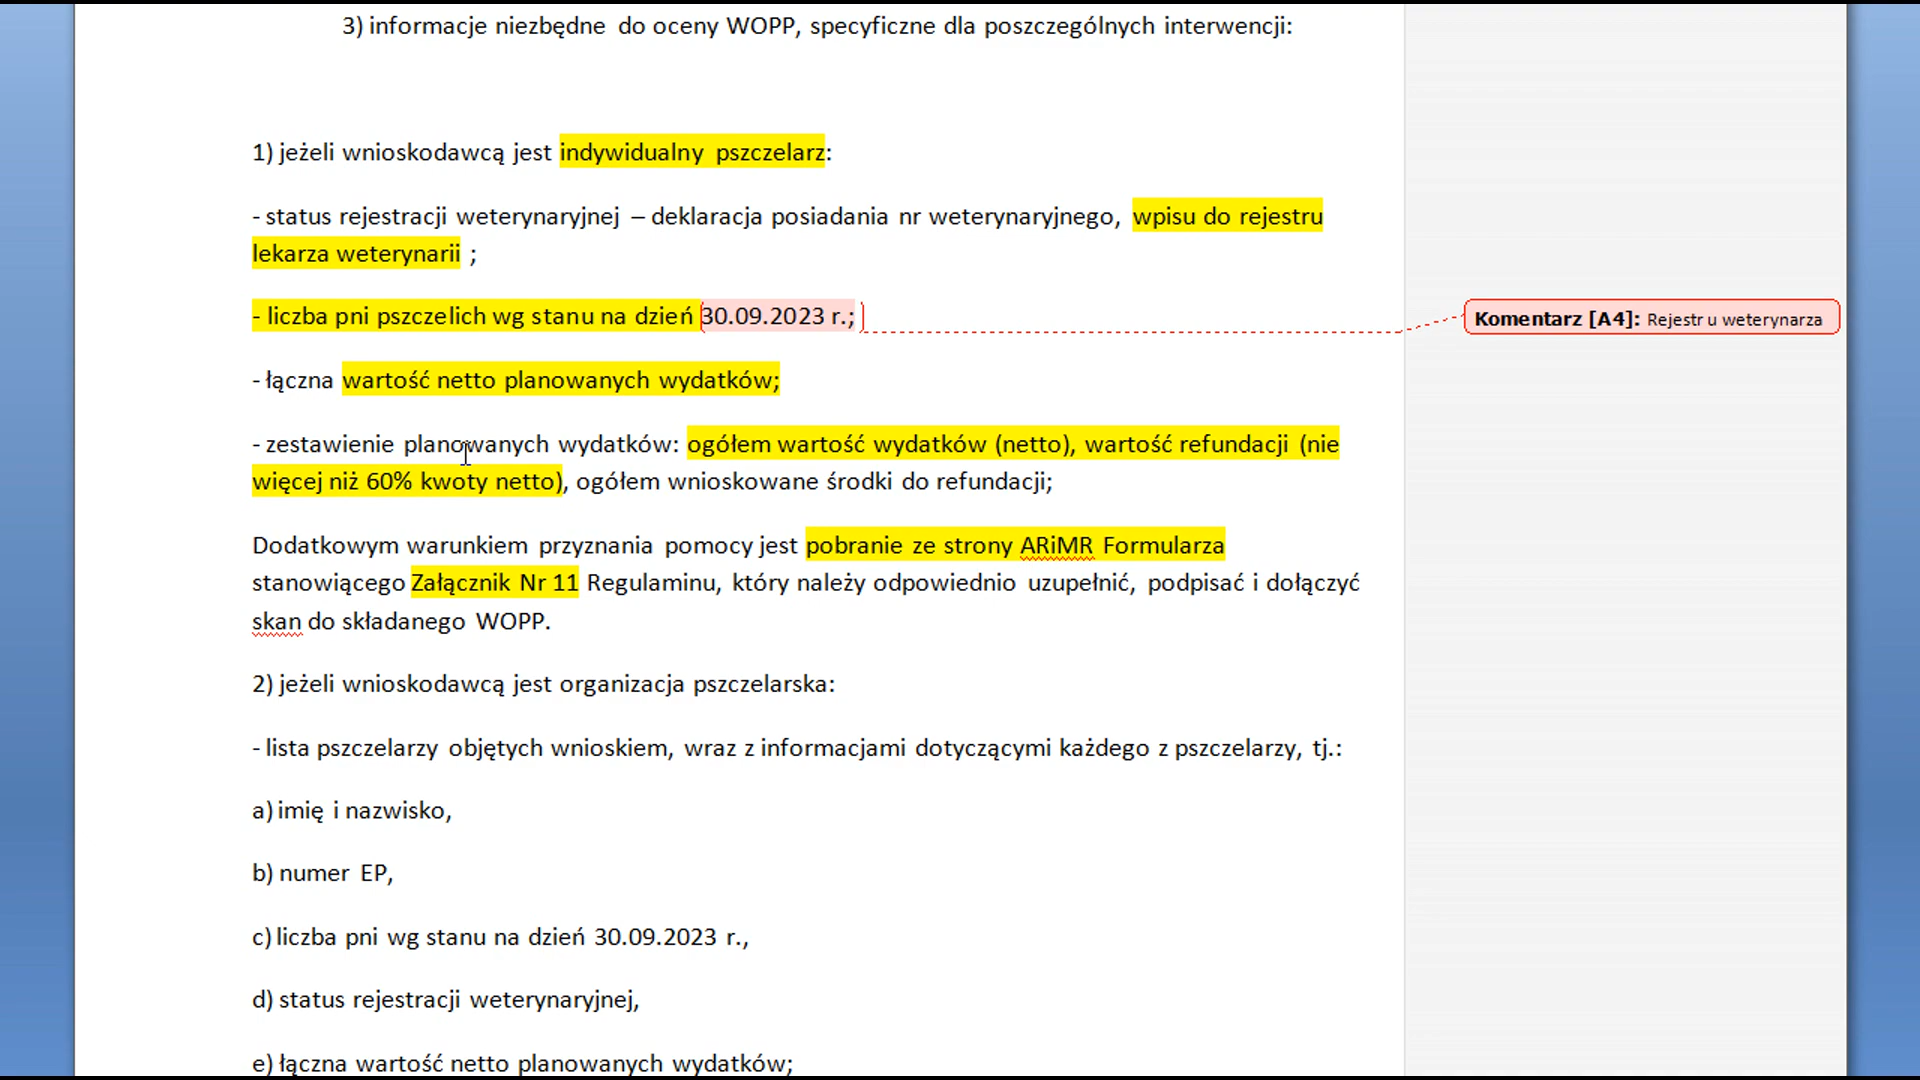 3) informacje niezbędne do oceny WOPP, specyficzne dla poszczególnych interwencji:
1) jeżeli wnioskodawcą jest indywidualny pszczelarz:
- status rejestracji weterynaryjnej – deklaracja posiadania nr weterynaryjnego, wpisu do rejestru
lekarza weterynarii ;
- liczba pni pszczelich wg stanu na dzień 30.09.2023 r.;
Komentarz [A4]: Rejestr u weterynarza
- łączna wartość netto planowanych wydatków;
- zestawienie planowanych wydatków: ogółem wartość wydatków (netto), wartość refundacji (nie
więcej niż 60% kwoty netto), ogółem wnioskowane środki do refundacji;
Dodatkowym warunkiem przyznania pomocy jest pobranie ze strony ARiMR Formularza
stanowiącego Załącznik Nr 11 Regulaminu, który należy odpowiednio uzupełnić, podpisać i dołączyć
skan do składanego WOPP.
2) jeżeli wnioskodawcą jest organizacja pszczelarska:
- lista pszczelarzy objętych wnioskiem, wraz z informacjami dotyczącymi każdego z pszczelarzy, tj.:
a) imię i nazwisko,
b) numer EP,
c) liczba pni wg stanu na dzień 30.09.2023 r.,
d) status rejestracji weterynaryjnej,
e) łączna wartość netto planowanych wydatków;